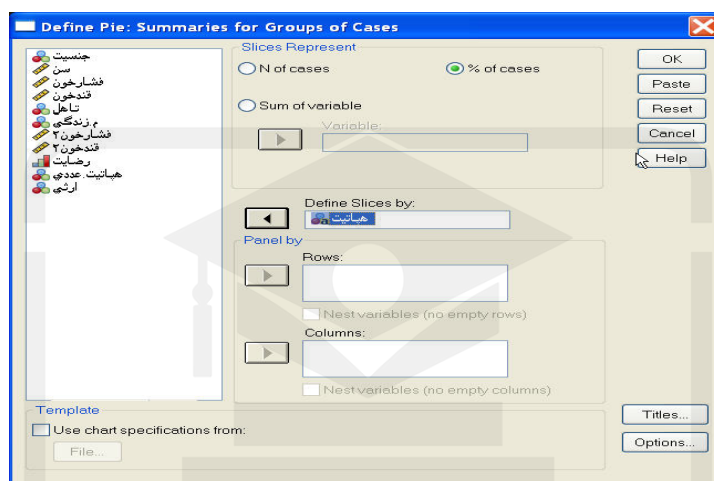 Define Pie: Summaries for Groups of Cases
جنسیت
سن
فشارخون
قندخون
تاهل
م.زندگی
فشارخون۲
قندخون۲
رضایت
هپاتیت.عددي
ارثی
Slices Represent
N of cases
% of cases
Sum of variable
Variable:
Define Slices by:
هپاتیت
Panel by
Rows:
Nest variables (no empty rows)
Columns:
Nest variables (no empty columns)
Template
Use chart specifications from:
File...
OK
Paste
Reset
Cancel
Help
Titles...
Options...